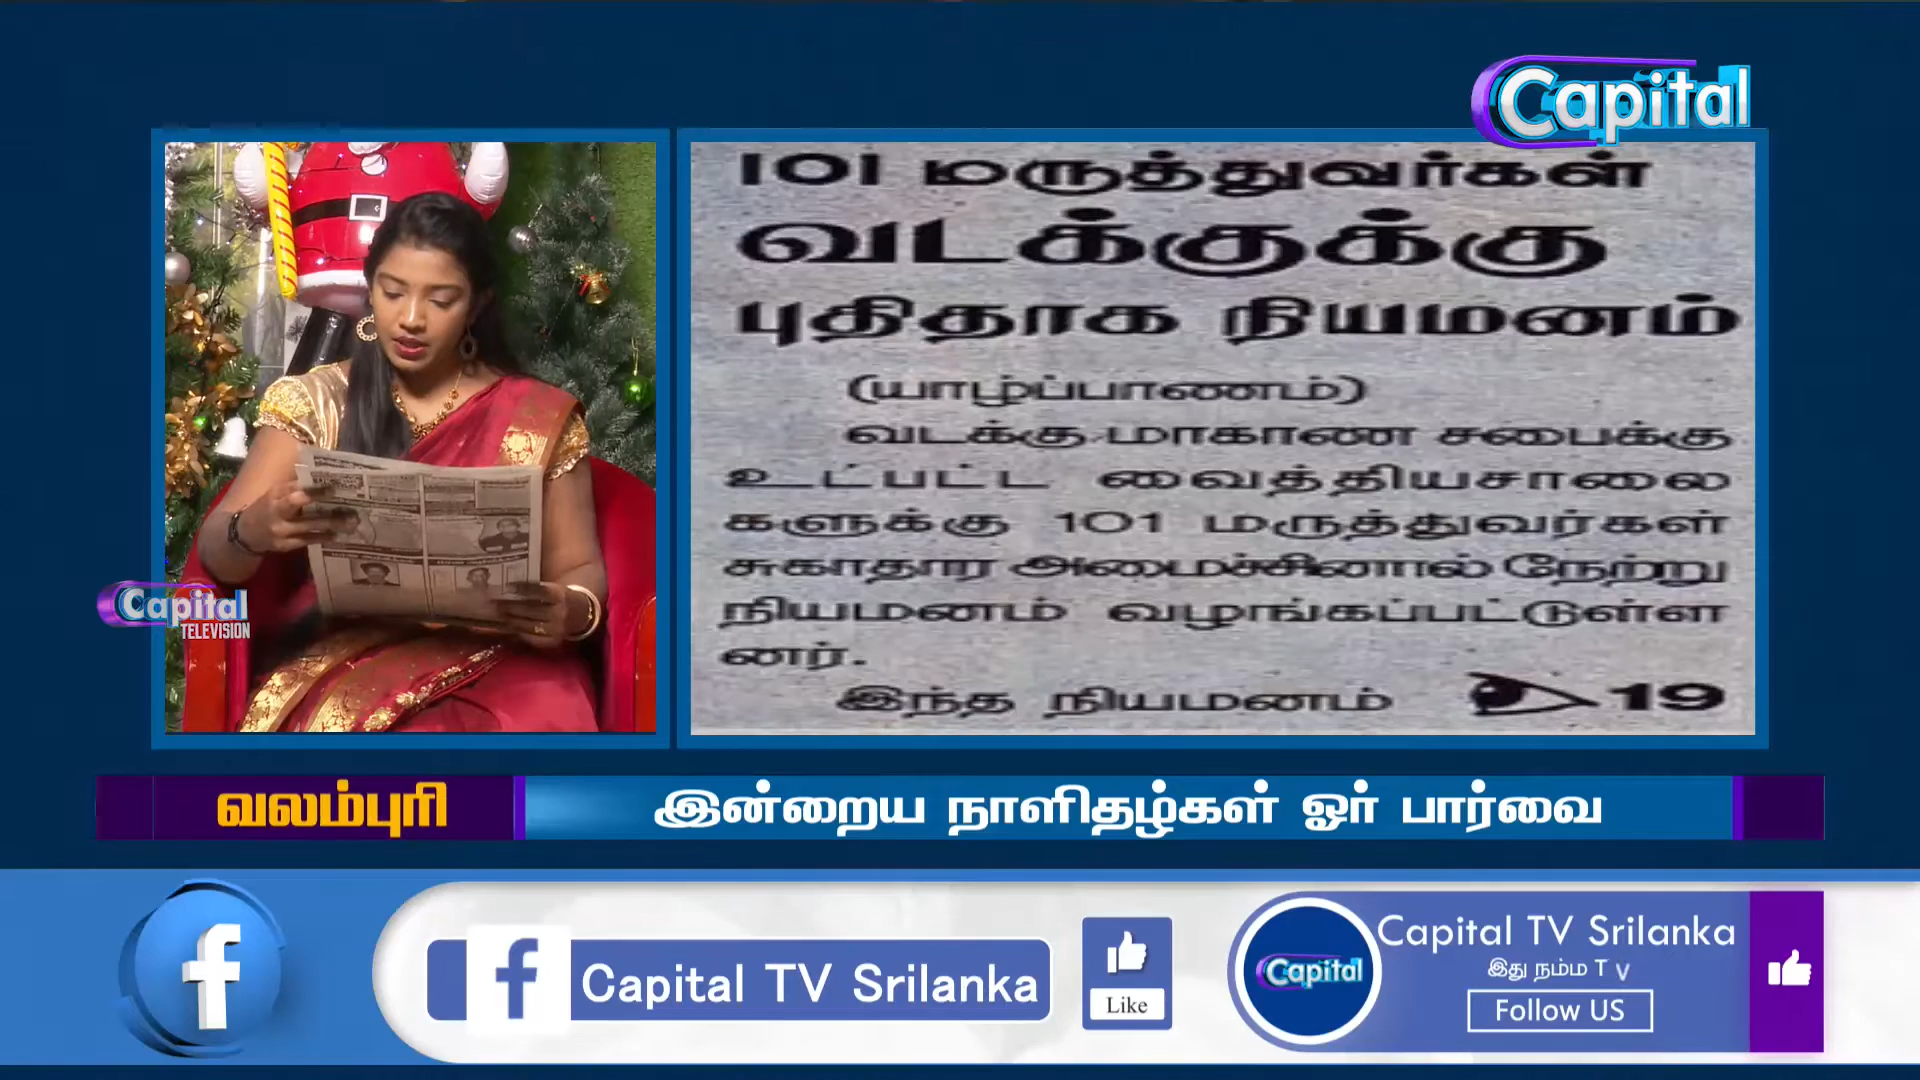 Capital
101 மருத்துவர்கள்
வடக்குக்கு
புதிதாக நியமனம்
(யாழ்ப்பாணம்)
வடக்கு மாகாண சபைக்கு
உட்பட்ட வைத்தியசாலை
களுக்கு 101 மருத்துவர்கள்
சுகாதார அமைச்சினால் நேற்று
நியமனம் வழங்கப்பட்டுள்ள
னர்.
இந்த நியமனம் 19
Capital
TELEVISION
வலம்புரி
இன்றைய நாளிதழ்கள் ஓர் பார்வை
f
f Capital TV Srilanka
Like
Capital
Capital TV Srilanka
இது நம்ம T V
Follow US